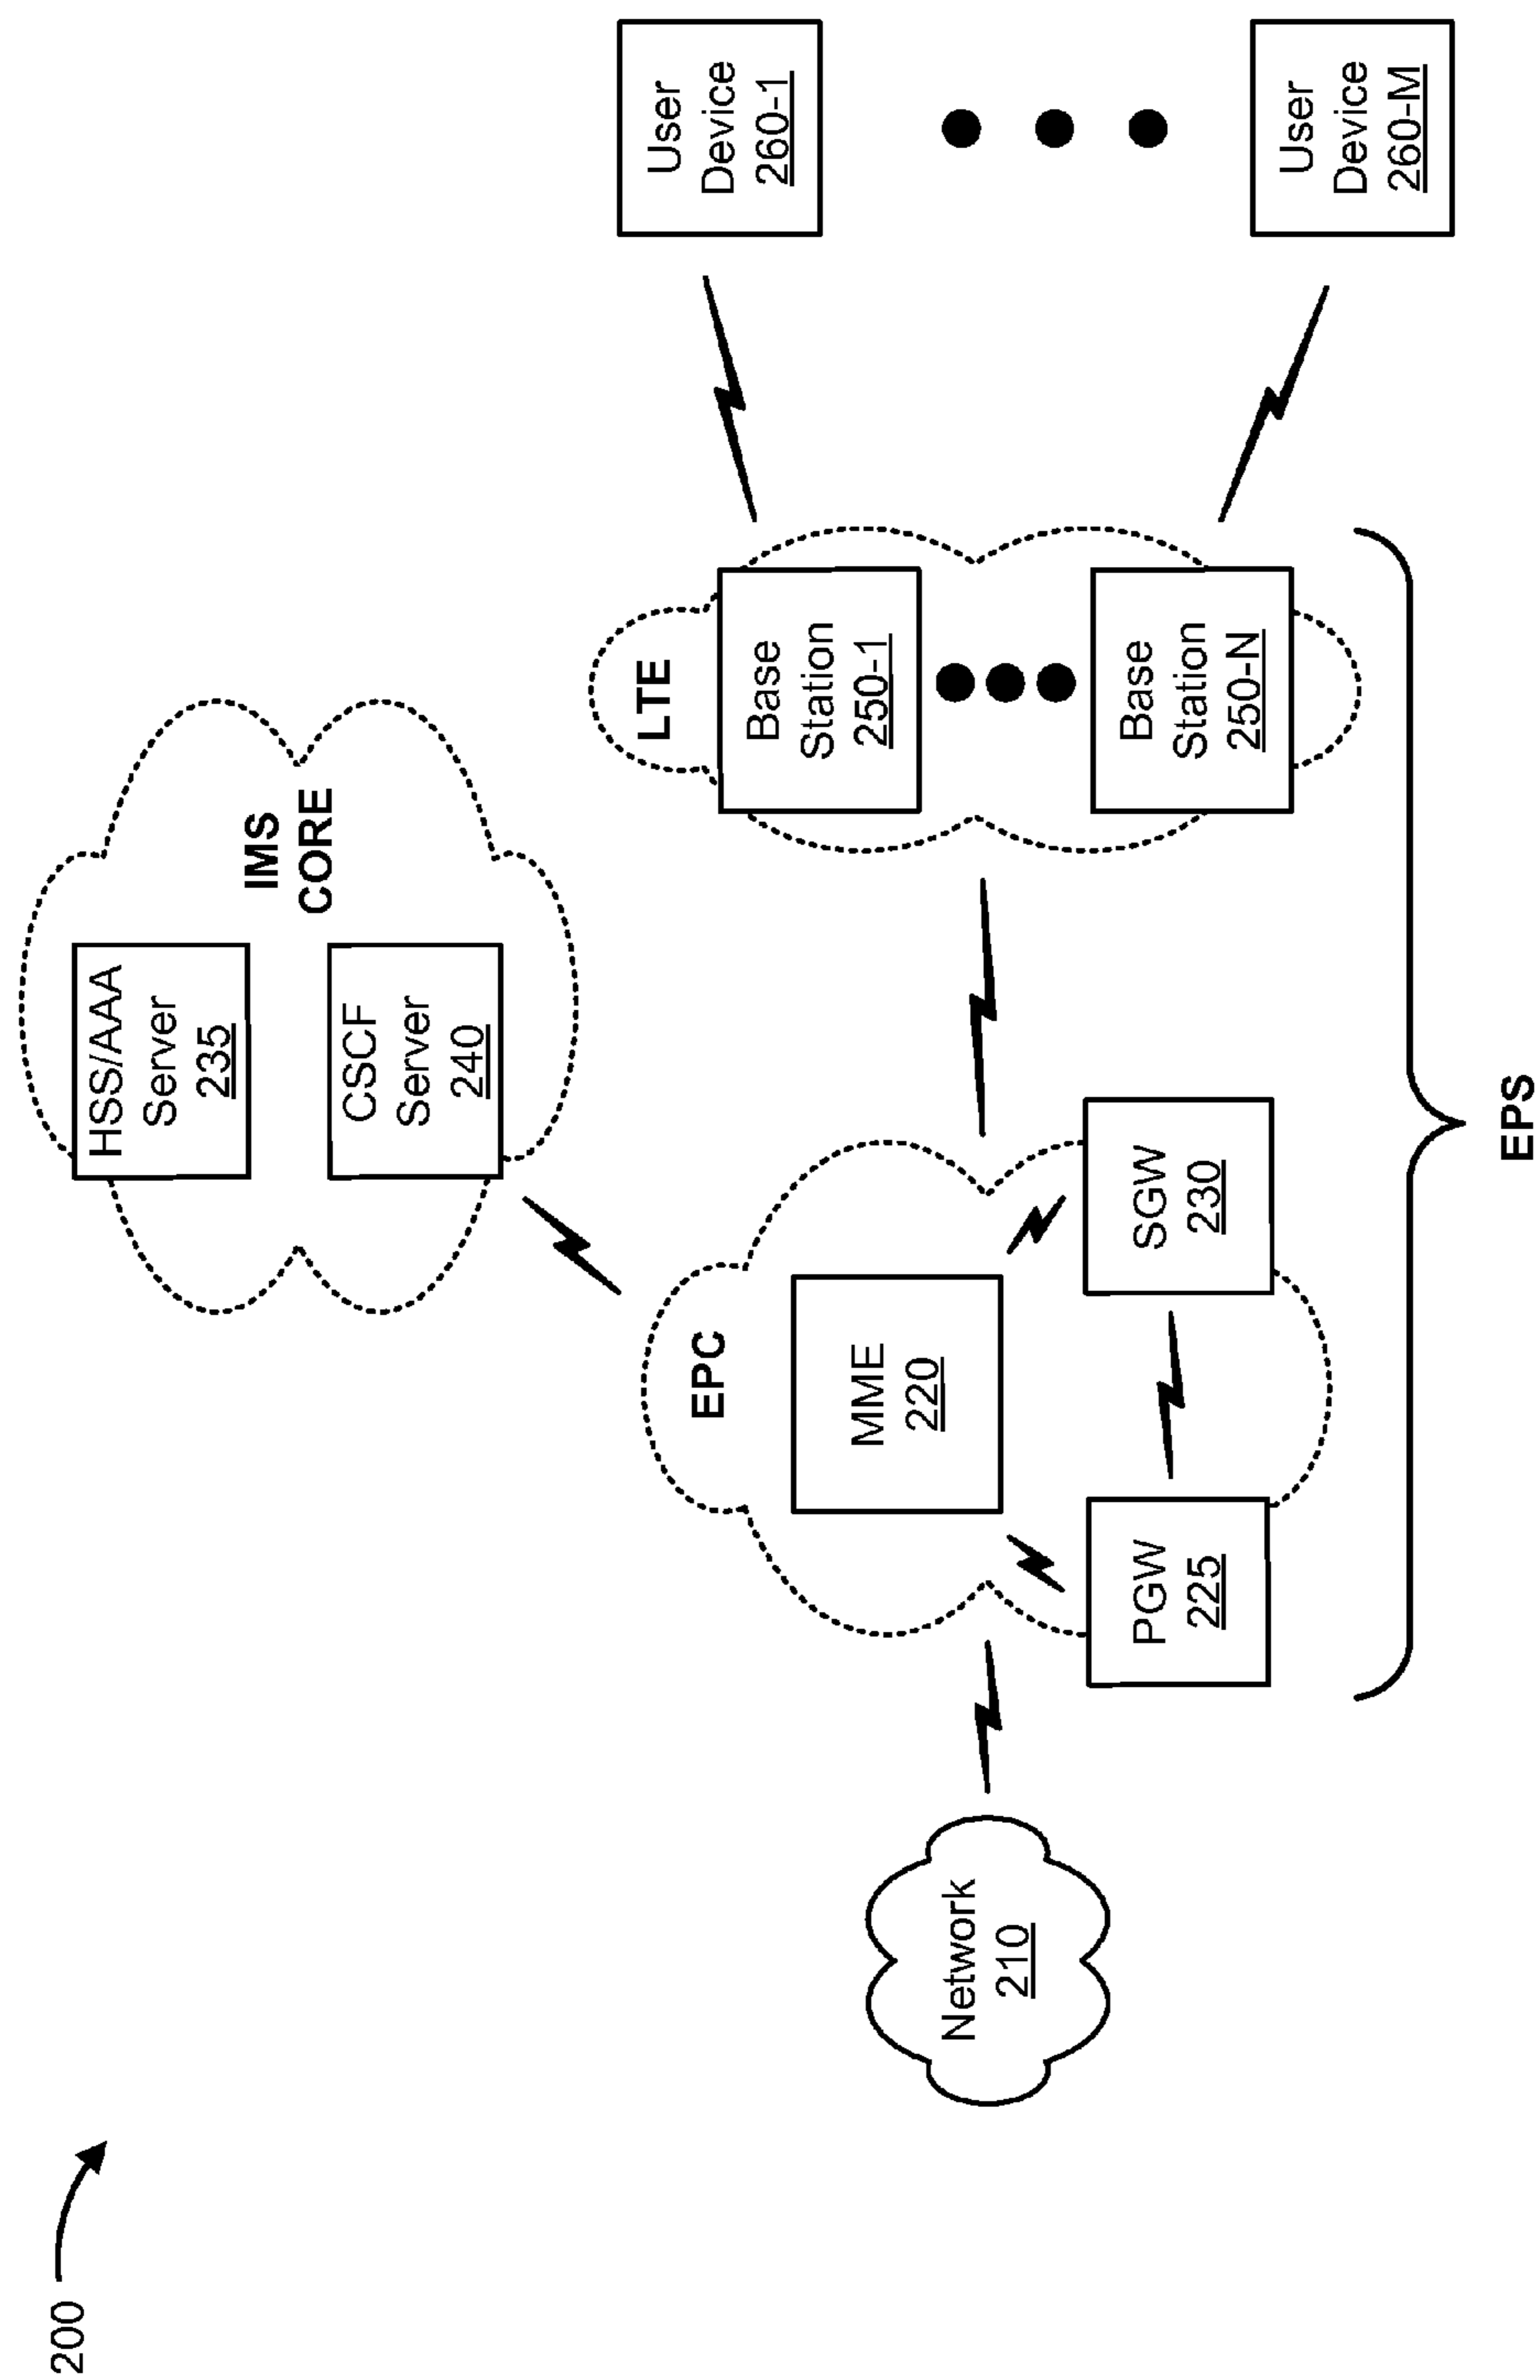 200
HSS/AAA
Server
235
CSCF
Server
240
IMS
CORE
EPC
MME
220
PGW
225
SGW
230
Network
210
LTE
Base
Station
250-1
Base
Station
250-N
User
Device
260-1
User
Device
260-M
EPS